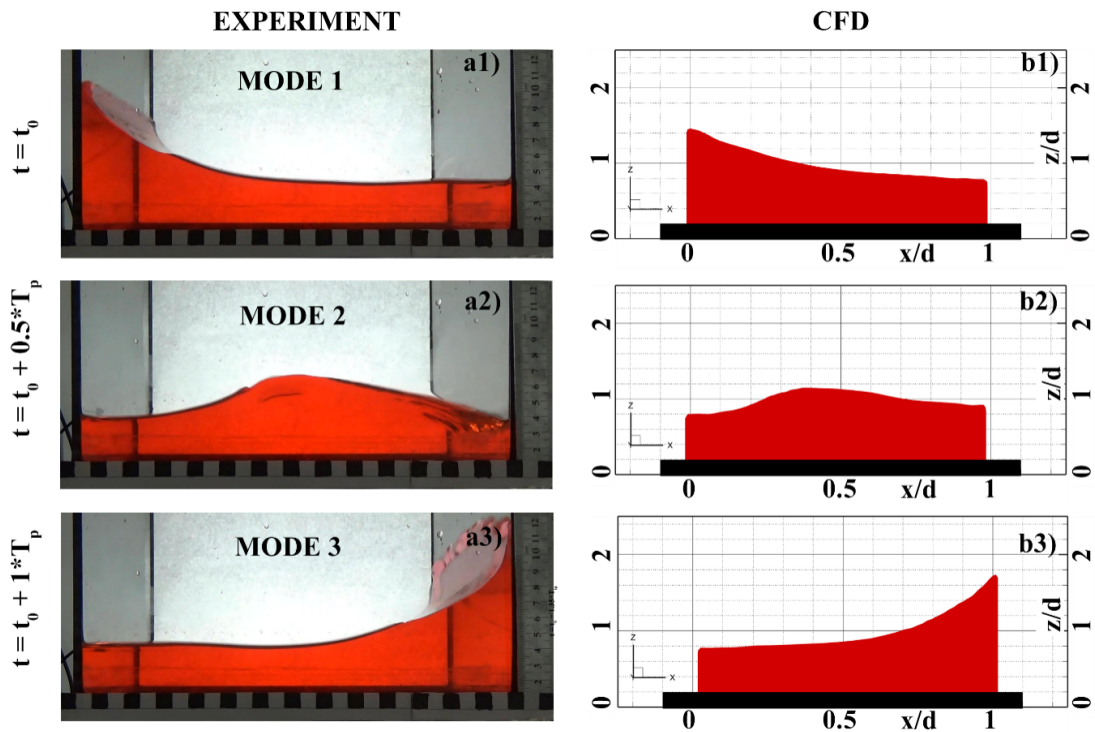 EXPERIMENT
CFD
t = t0
MODE 1
a1)
b1)
2
1
0
z/d
2
1
0
0
0.5
x/d
1
z
x
t = t0 + 0.5*Tp
MODE 2
a2)
b2)
2
1
0
z/d
2
1
0
0
0.5
x/d
1
z
x
t = t0 + 1*Tp
MODE 3
a3)
b3)
2
1
0
z/d
2
1
0
0
0.5
x/d
1
z
x